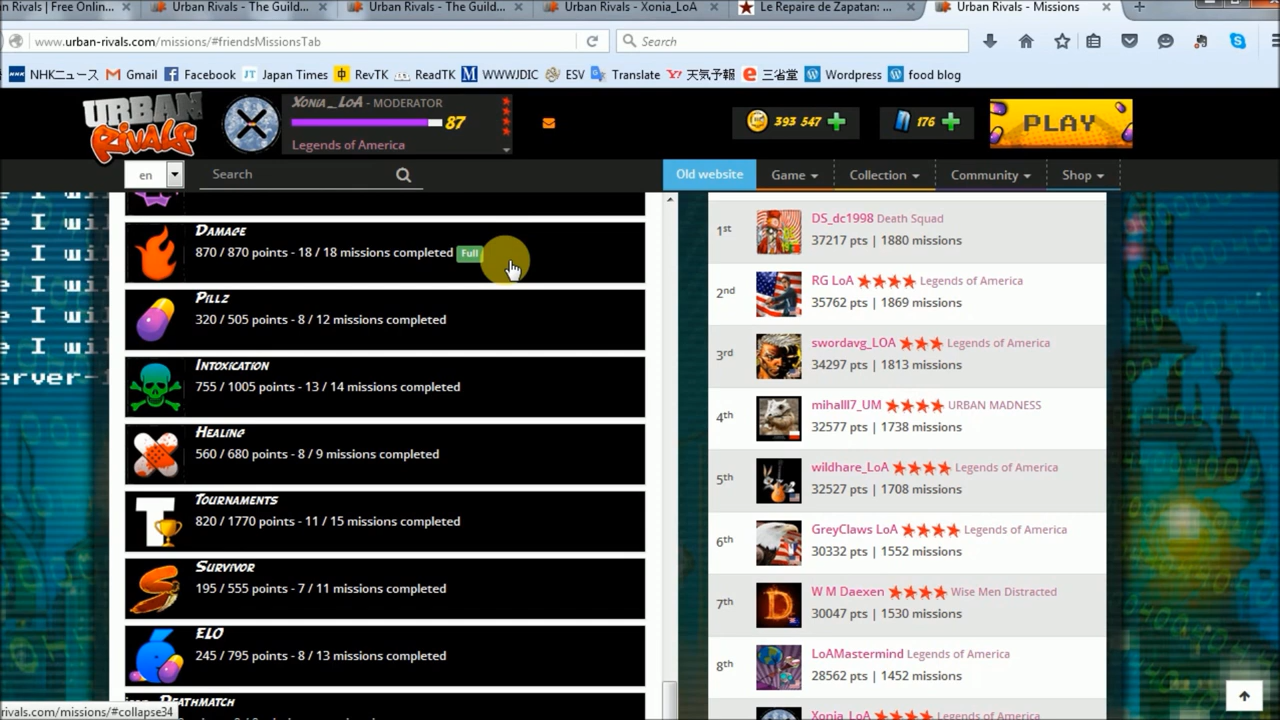 n Rivals | Free Online...
Urban Rivals - The Guild...
Urban Rivals - The Guild...
Urban Rivals - Xonia_LoA
Le Repaire de Zapatan: ...
Urban Rivals - Missions
www.urban-rivals.com/missions/#friendsMissionsTab
Search
NHKニュース
Gmail
Facebook
Japan Times
RevTK
ReadTK
WWWJDIC
ESV
Translate
天気予報
三省堂
Wordpress
food blog
URBAN RIVALS
XONIA_LOA - MODERATOR
87
Legends of America
393 547
176
PLAY
en
Search
Old website
Game
Collection
Community
Shop
DAMAGE
870 / 870 points - 18 / 18 missions completed Full
PILLZ
320 / 505 points - 8 / 12 missions completed
INTOXICATION
755 / 1005 points - 13 / 14 missions completed
HEALING
560 / 680 points - 8 / 9 missions completed
TOURNAMENTS
820 / 1770 points - 11 / 15 missions completed
SURVIVOR
195 / 555 points - 7 / 11 missions completed
ELO
245 / 795 points - 8 / 13 missions completed
DEATHMATCH
rivals.com/missions/#collapse34
1st
DS_dc1998 Death Squad
37217 pts | 1880 missions
2nd
RG LoA Legends of America
35762 pts | 1869 missions
3rd
swordavg_LOA Legends of America
34297 pts | 1813 missions
4th
mihalll7_UM URBAN MADNESS
32577 pts | 1738 missions
5th
wildhare_LoA Legends of America
32527 pts | 1708 missions
6th
GreyClaws LoA Legends of America
30332 pts | 1552 missions
7th
W M Daexen Wise Men Distracted
30047 pts | 1530 missions
8th
LoAMastermind Legends of America
28562 pts | 1452 missions
Xonia_LoA Legends of America